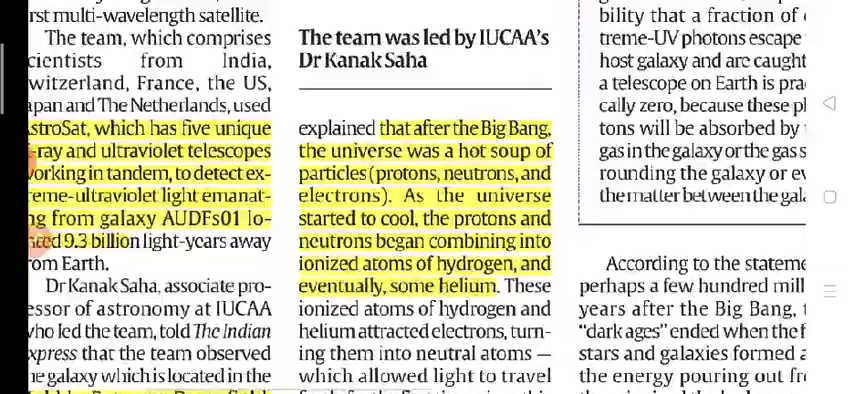 rst multi-wavelength satellite.
The team, which comprises
cientists from India,
witzerland, France, the US,
apan and The Netherlands, used
AstroSat, which has five unique
-ray and ultraviolet telescopes
working in tandem, to detect ex-
treme-ultraviolet light emanat-
ng from galaxy AUDFs01 lo-
ated 9.3 billion light-years away
rom Earth.
Dr Kanak Saha, associate pro-
essor of astronomy at IUCAA
who led the team, told The Indian
xpress that the team observed
he galaxy which is located in the
The team was led by IUCAA's
Dr Kanak Saha
explained that after the Big Bang,
the universe was a hot soup of
particles (protons, neutrons, and
electrons). As the universe
started to cool, the protons and
neutrons began combining into
ionized atoms of hydrogen, and
eventually, some helium. These
ionized atoms of hydrogen and
helium attracted electrons, turn-
ing them into neutral atoms —
which allowed light to travel
bility that a fraction of
treme-UV photons escape
host galaxy and are caught
a telescope on Earth is pra
cally zero, because these ph
tons will be absorbed by
gas in the galaxy or the gas s
rounding the galaxy or ev
the matter between the gala
According to the stateme
perhaps a few hundred mill
years after the Big Bang,
"dark ages" ended when the f
stars and galaxies formed a
the energy pouring out fr